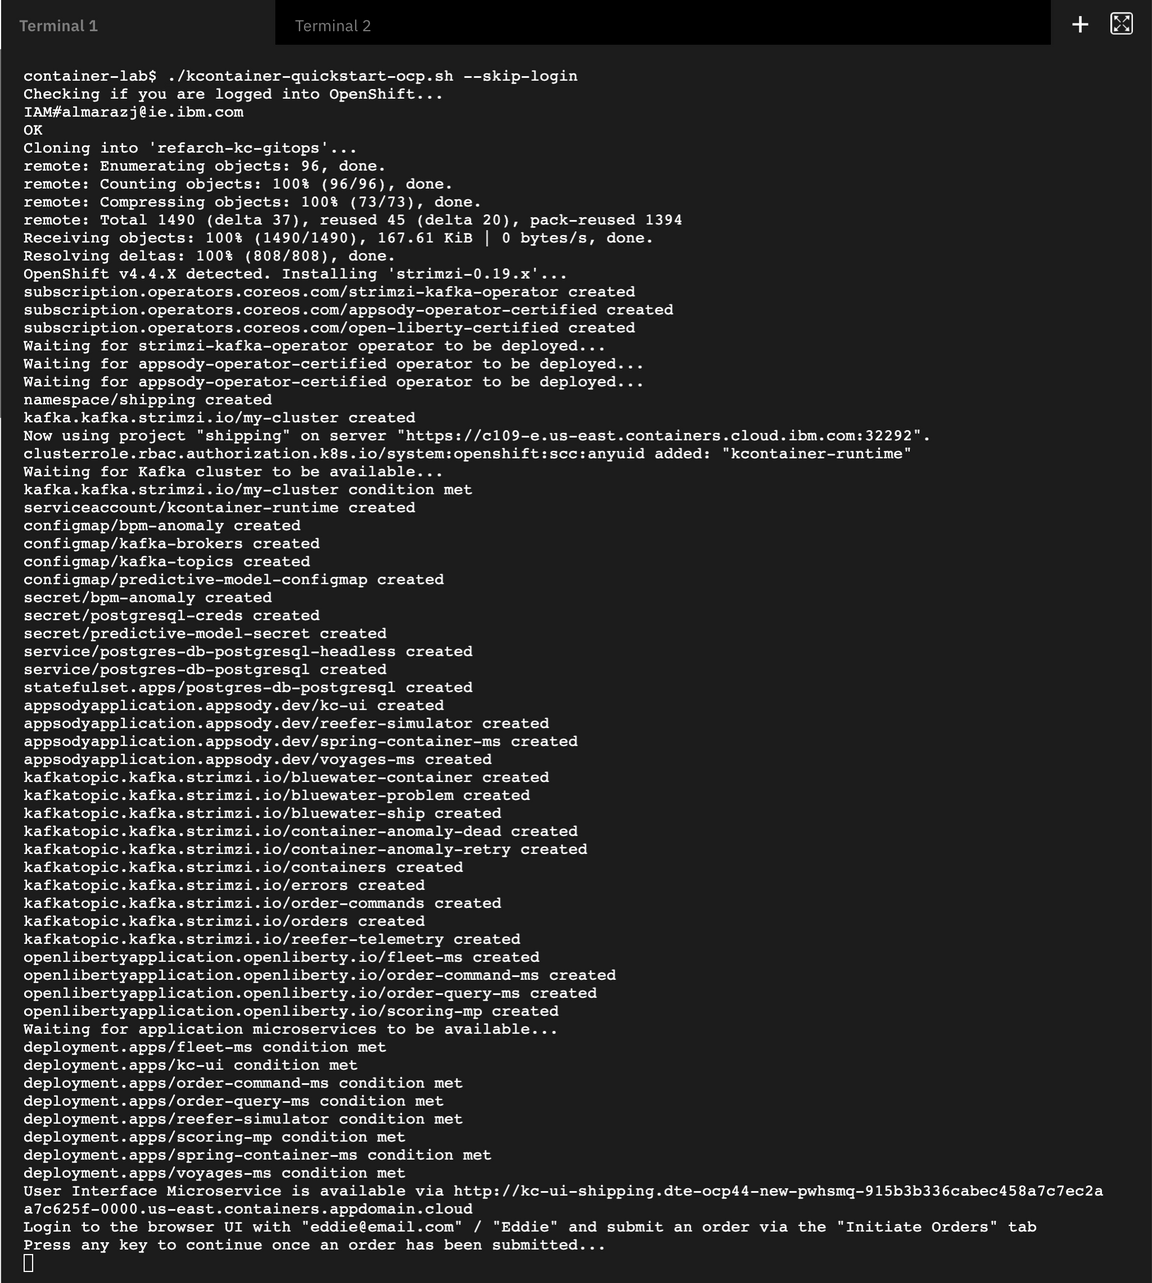 Terminal 1
Terminal 2
container-lab$ ./kcontainer-quickstart-ocp.sh --skip-login
Checking if you are logged into OpenShift...
IAM#almarazj@ie.ibm.com
OK
Cloning into 'refarch-kc-gitops'...
remote: Enumerating objects: 96, done.
remote: Counting objects: 100% (96/96), done.
remote: Compressing objects: 100% (73/73), done.
remote: Total 1490 (delta 37), reused 45 (delta 20), pack-reused 1394
Receiving objects: 100% (1490/1490), 167.61 KiB | 0 bytes/s, done.
Resolving deltas: 100% (808/808), done.
OpenShift v4.4.X detected. Installing 'strimzi-0.19.x'...
subscription.operators.coreos.com/strimzi-kafka-operator created
subscription.operators.coreos.com/appsody-operator-certified created
subscription.operators.coreos.com/open-liberty-certified created
Waiting for strimzi-kafka-operator operator to be deployed...
Waiting for appsody-operator-certified operator to be deployed...
Waiting for appsody-operator-certified operator to be deployed...
namespace/shipping created
kafka.kafka.strimzi.io/my-cluster created
Now using project "shipping" on server "https://c109-e.us-east.containers.cloud.ibm.com:32292".
clusterrole.rbac.authorization.k8s.io/system:openshift:scc:anyuid added: "kcontainer-runtime"
Waiting for Kafka cluster to be available...
kafka.kafka.strimzi.io/my-cluster condition met
serviceaccount/kcontainer-runtime created
configmap/bpm-anomaly created
configmap/kafka-brokers created
configmap/kafka-topics created
configmap/predictive-model-configmap created
secret/bpm-anomaly created
secret/postgresql-creds created
secret/predictive-model-secret created
service/postgres-db-postgresql-headless created
service/postgres-db-postgresql created
statefulset.apps/postgres-db-postgresql created
appsodyapplication.appsody.dev/kc-ui created
appsodyapplication.appsody.dev/reefer-simulator created
appsodyapplication.appsody.dev/spring-container-ms created
appsodyapplication.appsody.dev/voyages-ms created
kafkatopic.kafka.strimzi.io/bluewater-container created
kafkatopic.kafka.strimzi.io/bluewater-problem created
kafkatopic.kafka.strimzi.io/bluewater-ship created
kafkatopic.kafka.strimzi.io/container-anomaly-dead created
kafkatopic.kafka.strimzi.io/container-anomaly-retry created
kafkatopic.kafka.strimzi.io/containers created
kafkatopic.kafka.strimzi.io/errors created
kafkatopic.kafka.strimzi.io/order-commands created
kafkatopic.kafka.strimzi.io/orders created
kafkatopic.kafka.strimzi.io/reefer-telemetry created
openlibertyapplication.openliberty.io/fleet-ms created
openlibertyapplication.openliberty.io/order-command-ms created
openlibertyapplication.openliberty.io/order-query-ms created
openlibertyapplication.openliberty.io/scoring-mp created
Waiting for application microservices to be available...
deployment.apps/fleet-ms condition met
deployment.apps/kc-ui condition met
deployment.apps/order-command-ms condition met
deployment.apps/order-query-ms condition met
deployment.apps/reefer-simulator condition met
deployment.apps/scoring-mp condition met
deployment.apps/spring-container-ms condition met
deployment.apps/voyages-ms condition met
User Interface Microservice is available via http://kc-ui-shipping.dte-ocp44-new-pwhsmq-915b3b336cabec458a7c7ec2a
a7c625f-0000.us-east.containers.appdomain.cloud
Login to the browser UI with "eddie@email.com" / "Eddie" and submit an order via the "Initiate Orders" tab
Press any key to continue once an order has been submitted...